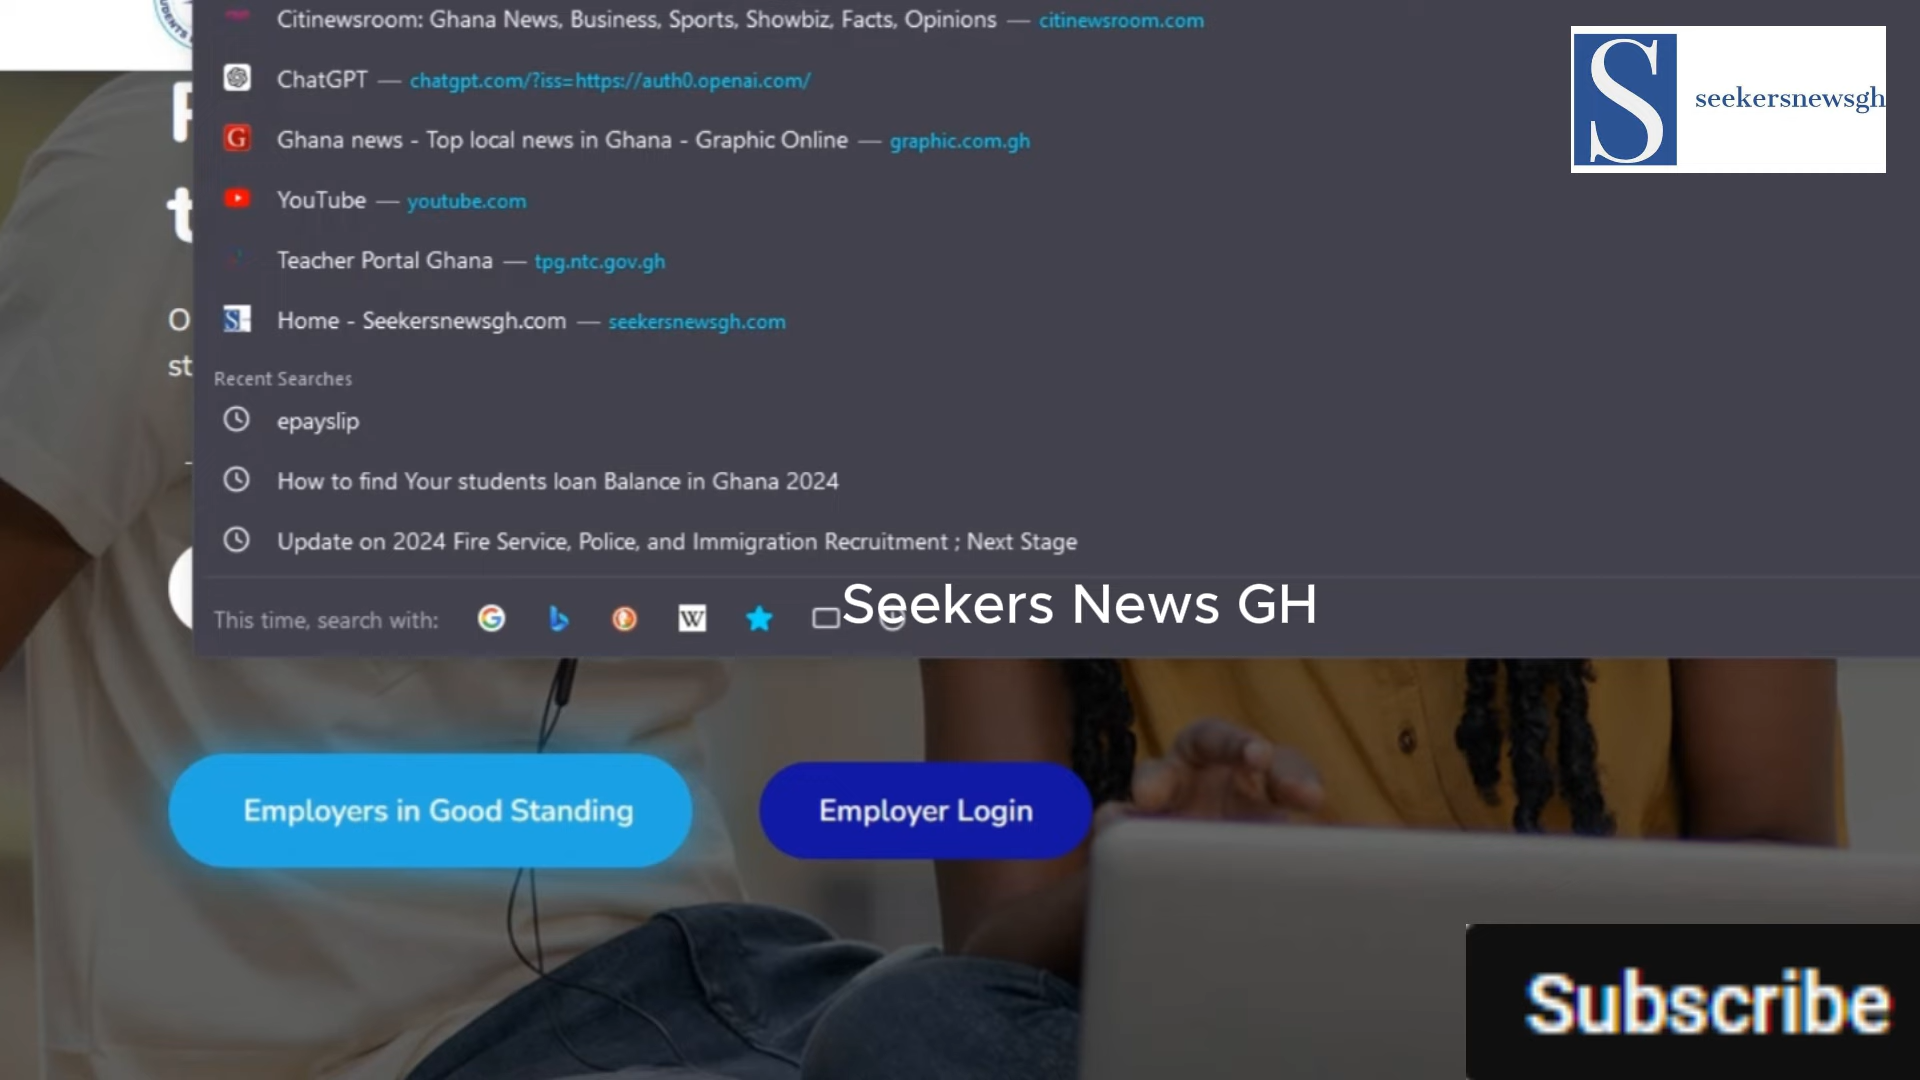 Citinewsroom: Ghana News, Business, Sports, Showbiz, Facts, Opinions — citinewsroom.com
ChatGPT — chatgpt.com/?iss=https://auth0.openai.com/
Ghana news - Top local news in Ghana - Graphic Online — graphic.com.gh
YouTube — youtube.com
Teacher Portal Ghana — tpg.ntc.gov.gh
Home - Seekersnewsgh.com — seekersnewsgh.com
Recent Searches
epayslip
How to find Your students loan Balance in Ghana 2024
Update on 2024 Fire Service, Police, and Immigration Recruitment ; Next Stage
This time, search with:
Seekers News GH
Employers in Good Standing
Employer Login
S
seekersnewsgh
Subscribe